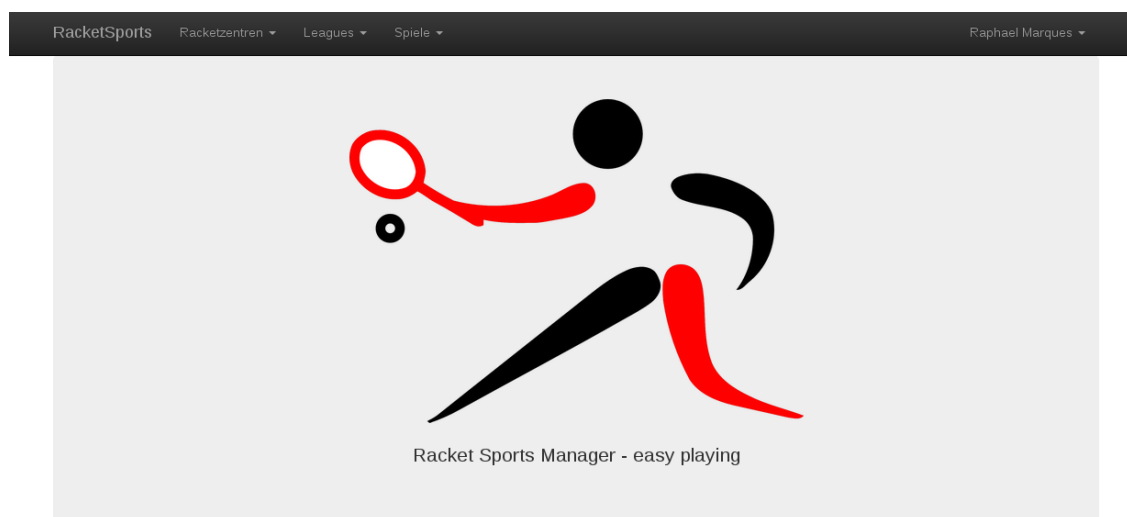 RacketSports Racketzentren Leagues Spiele Raphael Marques
Racket Sports Manager - easy playing